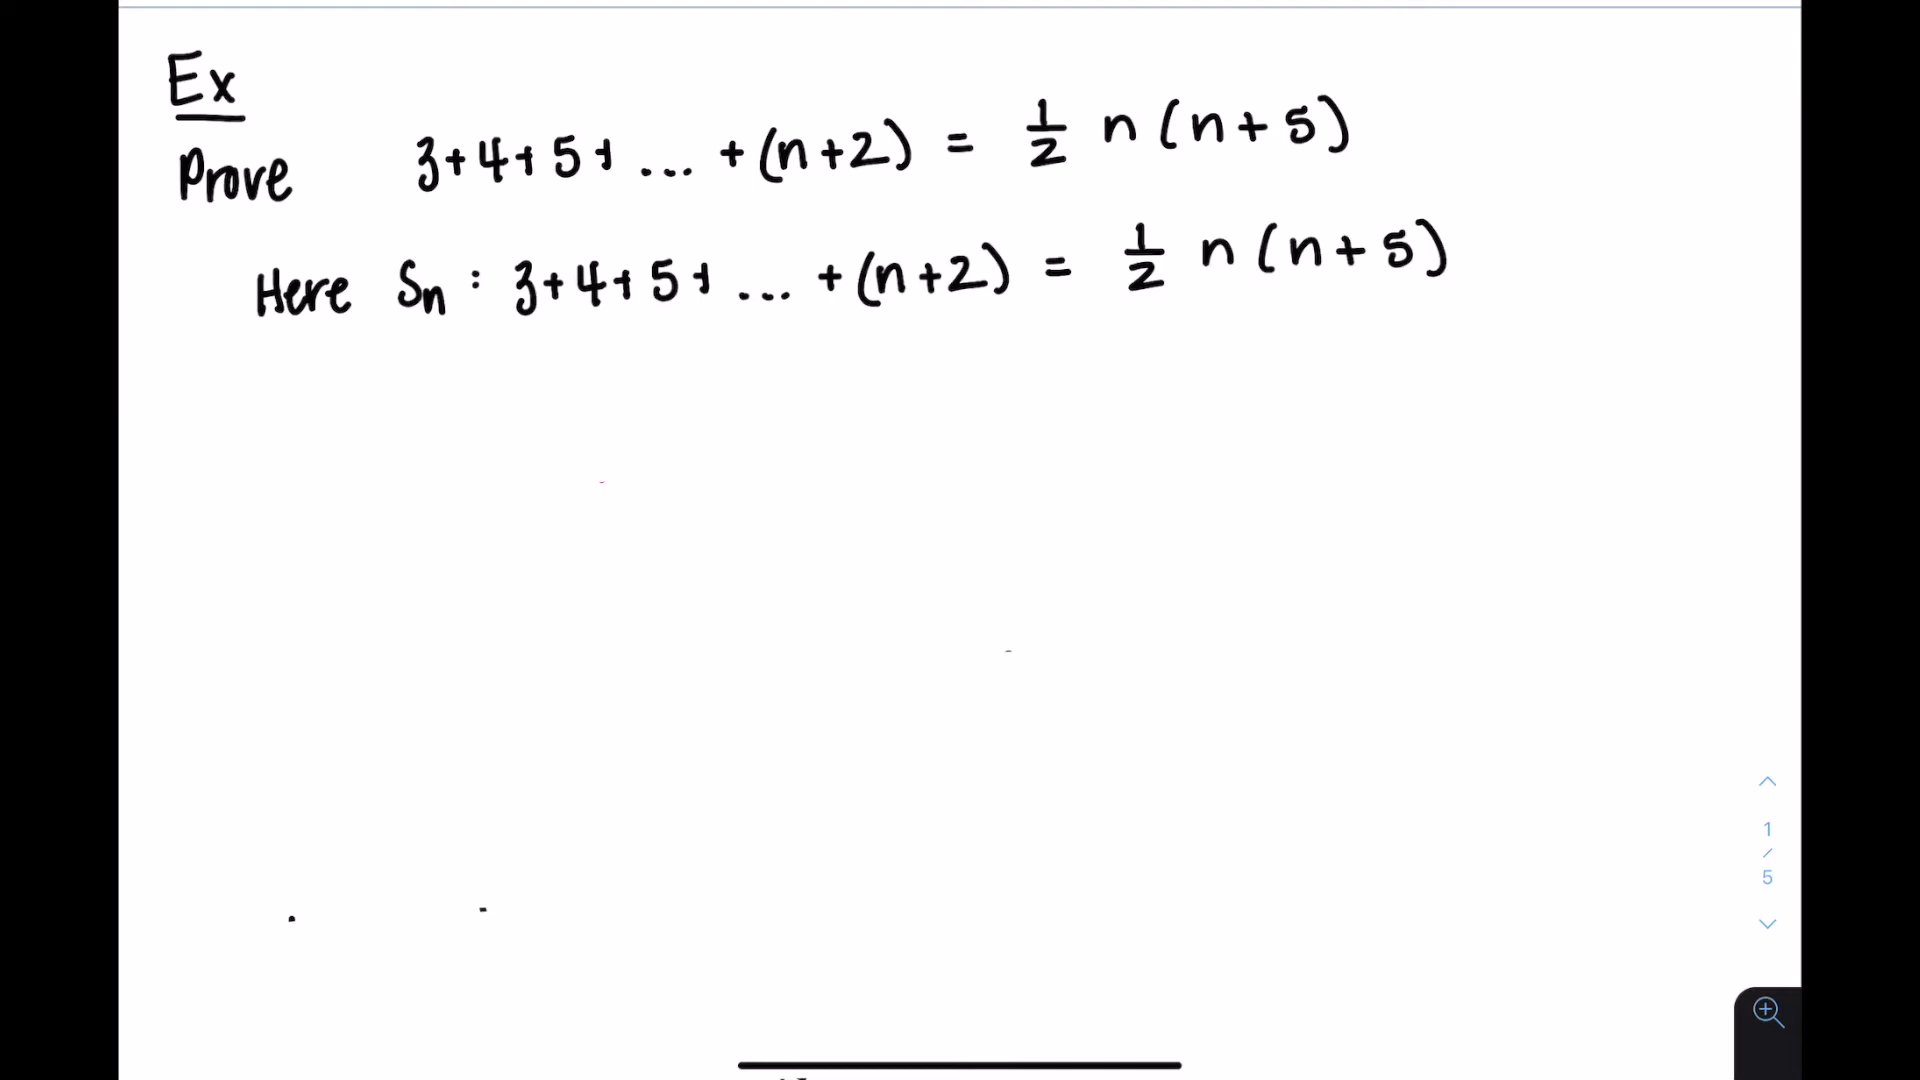 Ex
Prove 3+4+5+ ... +(n+2) = 1/2 n(n+5)
Here Sn : 3+4+5+ ... +(n+2) = 1/2 n(n+5)
1
/
5